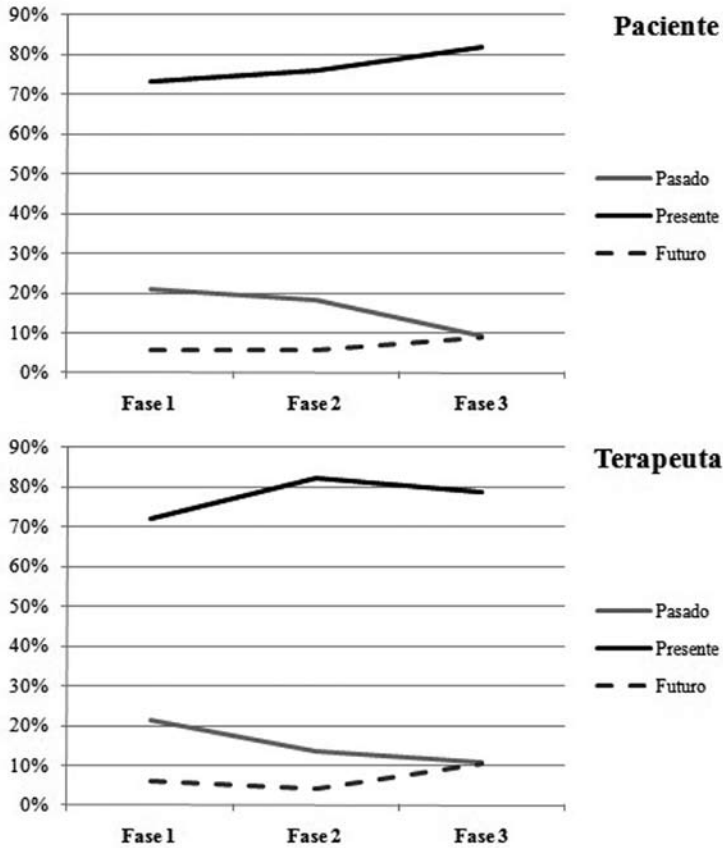 Paciente
90%
80%
70%
60%
50%
40%
30%
20%
10%
0%
Fase 1
Fase 2
Fase 3
Pasado
Presente
Futuro
Terapeuta
90%
80%
70%
60%
50%
40%
30%
20%
10%
0%
Fase 1
Fase 2
Fase 3
Pasado
Presente
Futuro